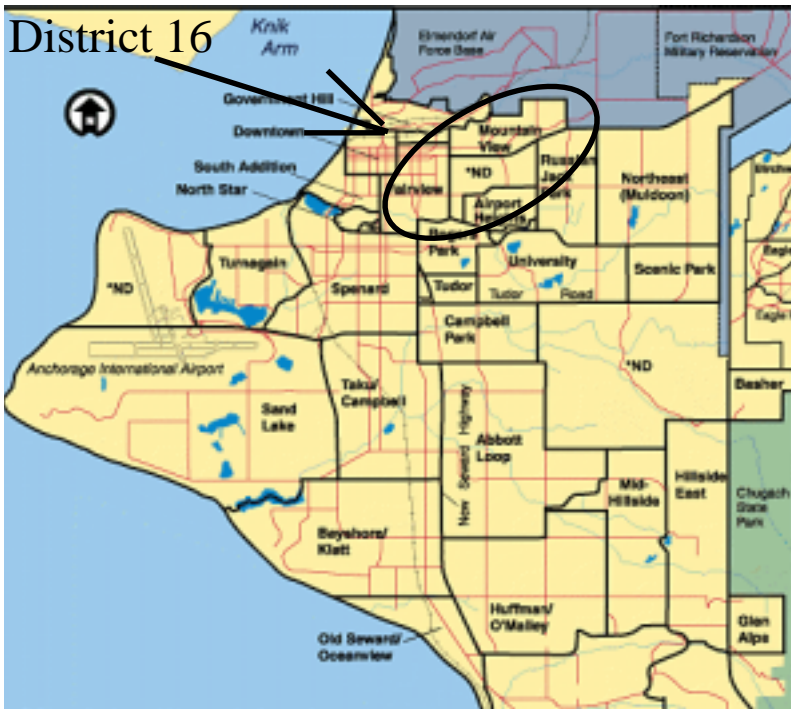 District 16
Knik
Arm
Elmendorf Air
Force Base
Fort Richardson
Military Reservation
Government Hill
Downtown
Mountain
View
South Addition
North Star
Fairview
*ND
Russian
Jack
Park
Northeast
(Muldoon)
Airport
Heights
Rogers
Park
University
Scenic Park
Turnagain
*ND
Spenard
Tudor
Tudor Road
Eagle
Campbell
Park
*ND
Anchorage International Airport
Taku/
Campbell
Basher
Sand
Lake
New Seward Highway
Abbott
Loop
Mid-
Hillside
Hillside
East
Chugach
State
Park
Bayshore/
Klatt
Huffman/
O'Malley
Glen
Alps
Old Seward/
Oceanview